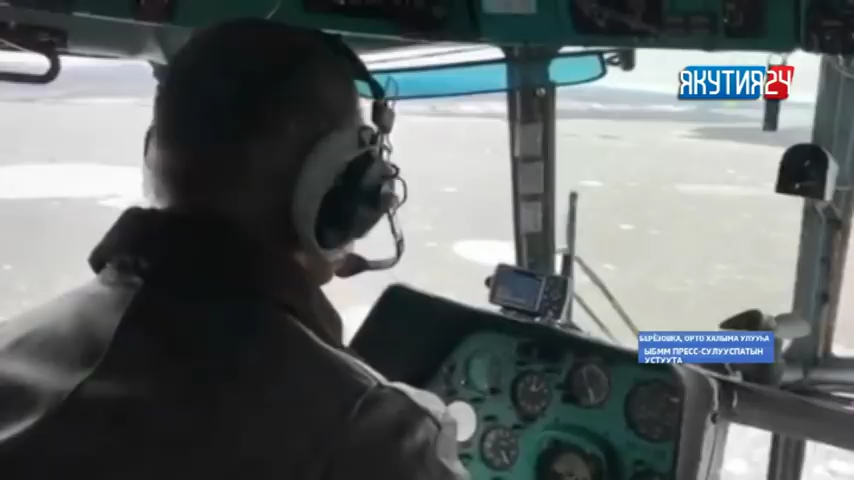 ЯКУТИЯ24
БЕРЁЗОВКА, ОРТО ХАЛЫМА УЛУУҺА
ЫБММ ПРЕСС-СУЛУУСПАТЫН
УСТУУТА